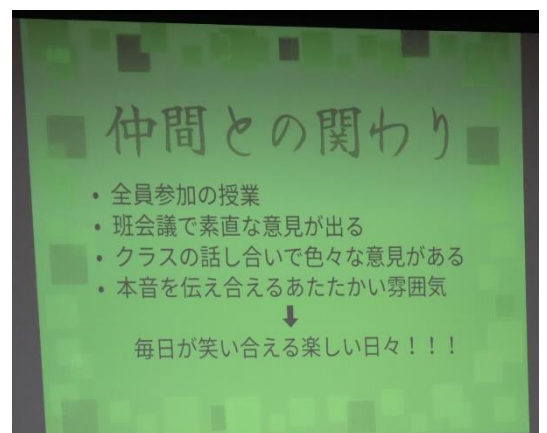 仲間との関わり
・全員参加の授業
・班会議で素直な意見が出る
・クラスの話し合いで色々な意見がある
・本音を伝え合えるあたたかい雰囲気
⬇
毎日が笑い合える楽しい日々！！！